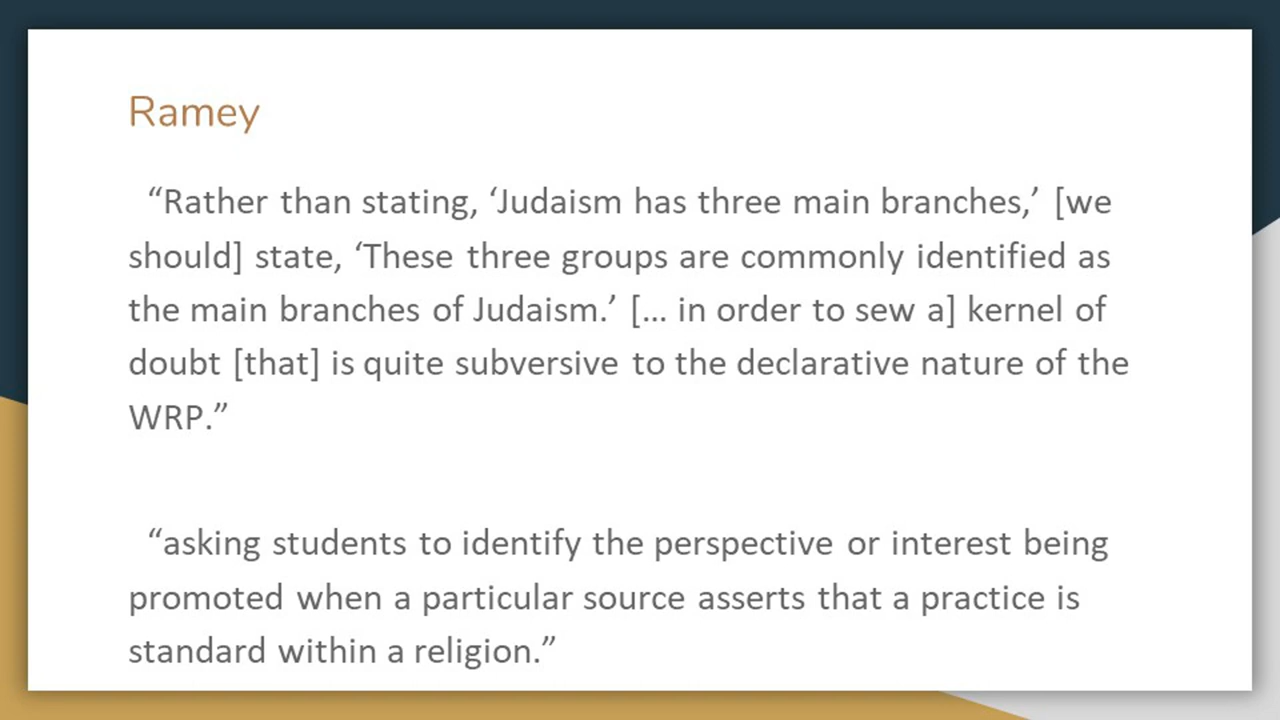 Ramey
“Rather than stating, ‘Judaism has three main branches,’ [we
should] state, ‘These three groups are commonly identified as
the main branches of Judaism.’ [… in order to sew a] kernel of
doubt [that] is quite subversive to the declarative nature of the
WRP.”
“asking students to identify the perspective or interest being
promoted when a particular source asserts that a practice is
standard within a religion.”